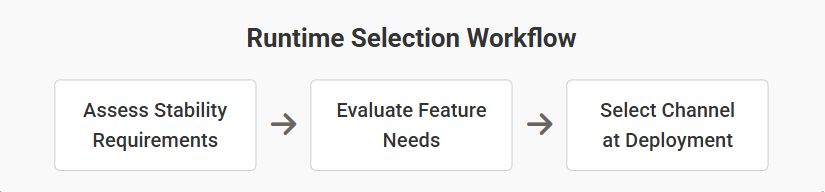 Runtime Selection Workflow
Assess Stability
Requirements
Evaluate Feature
Needs
Select Channel
at Deployment